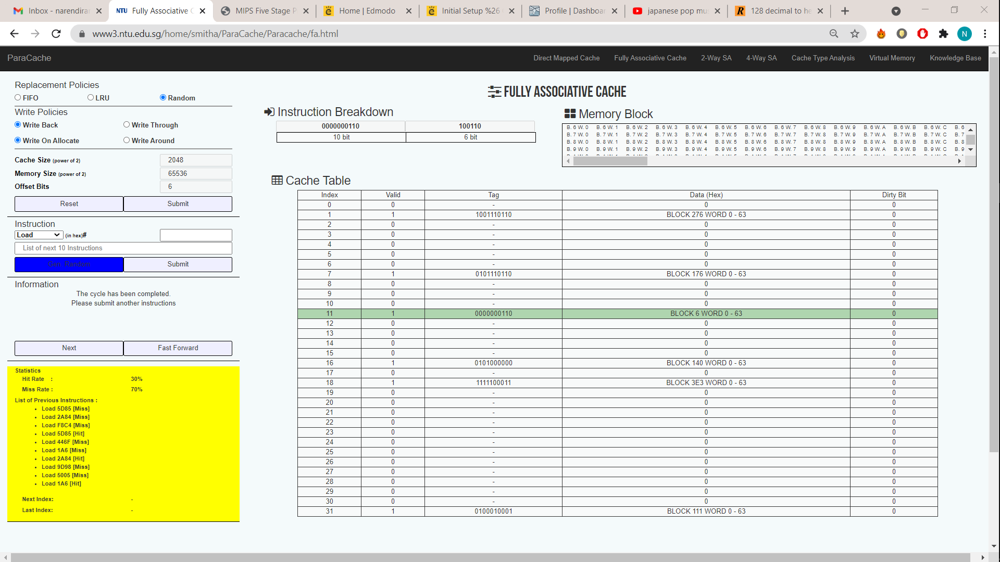 Inbox - narendiran
Fully Associative C
MIPS Five Stage P
Home | Edmodo
Initial Setup %26
Profile | Dashboar
japanese pop mus
128 decimal to he
www3.ntu.edu.sg/home/smitha/ParaCache/Paracache/fa.html
N
ParaCache
Direct Mapped Cache Fully Associative Cache 2-Way SA 4-Way SA Cache Type Analysis Virtual Memory Knowledge Base
Replacement Policies
FIFO LRU Random
Write Policies
Write Back Write Through
Write On Allocate Write Around
Cache Size (power of 2) 2048
Memory Size (power of 2) 65536
Offset Bits 6
Reset Submit
Instruction
Load (in hex)#
List of next 10 Instructions
Gen. Random Submit
Information
The cycle has been completed.
Please submit another instructions
Next Fast Forward
Statistics
Hit Rate : 30%
Miss Rate : 70%
List of Previous Instructions :
• Load 5D85 [Miss]
• Load 2A84 [Miss]
• Load F8C4 [Miss]
• Load 5D85 [Hit]
• Load 446F [Miss]
• Load 1A6 [Miss]
• Load 2A84 [Hit]
• Load 9D98 [Miss]
• Load 5005 [Miss]
• Load 1A6 [Hit]
Next Index: -
Last Index: -
FULLY ASSOCIATIVE CACHE
Instruction Breakdown
0000000110 100110
10 bit 6 bit
Memory Block
B. 6 W. 0 B. 6 W. 1 B. 6 W. 2 B. 6 W. 3 B. 6 W. 4 B. 6 W. 5 B. 6 W. 6 B. 6 W. 7 B. 6 W. 8 B. 6 W. 9 B. 6 W. A B. 6 W. B B. 6 W. C B. 6
B. 7 W. 0 B. 7 W. 1 B. 7 W. 2 B. 7 W. 3 B. 7 W. 4 B. 7 W. 5 B. 7 W. 6 B. 7 W. 7 B. 7 W. 8 B. 7 W. 9 B. 7 W. A B. 7 W. B B. 7 W. C B. 7
B. 8 W. 0 B. 8 W. 1 B. 8 W. 2 B. 8 W. 3 B. 8 W. 4 B. 8 W. 5 B. 8 W. 6 B. 8 W. 7 B. 8 W. 8 B. 8 W. 9 B. 8 W. A B. 8 W. B B. 8 W. C B. 8
B. 9 W. 0 B. 9 W. 1 B. 9 W. 2 B. 9 W. 3 B. 9 W. 4 B. 9 W. 5 B. 9 W. 6 B. 9 W. 7 B. 9 W. 8 B. 9 W. 9 B. 9 W. A B. 9 W. B B. 9 W. C B. 9
Cache Table
Index Valid Tag Data (Hex) Dirty Bit
0 0 - 0 0
1 1 1001110110 BLOCK 276 WORD 0 - 63 0
2 0 - 0 0
3 0 - 0 0
4 0 - 0 0
5 0 - 0 0
6 0 - 0 0
7 1 0101110110 BLOCK 176 WORD 0 - 63 0
8 0 - 0 0
9 0 - 0 0
10 0 - 0 0
11 1 0000000110 BLOCK 6 WORD 0 - 63 0
12 0 - 0 0
13 0 - 0 0
14 0 - 0 0
15 0 - 0 0
16 1 0101000000 BLOCK 140 WORD 0 - 63 0
17 0 - 0 0
18 1 1111100011 BLOCK 3E3 WORD 0 - 63 0
19 0 - 0 0
20 0 - 0 0
21 0 - 0 0
22 0 - 0 0
23 0 - 0 0
24 0 - 0 0
25 0 - 0 0
26 0 - 0 0
27 0 - 0 0
28 0 - 0 0
29 0 - 0 0
30 0 - 0 0
31 1 0100010001 BLOCK 111 WORD 0 - 63 0